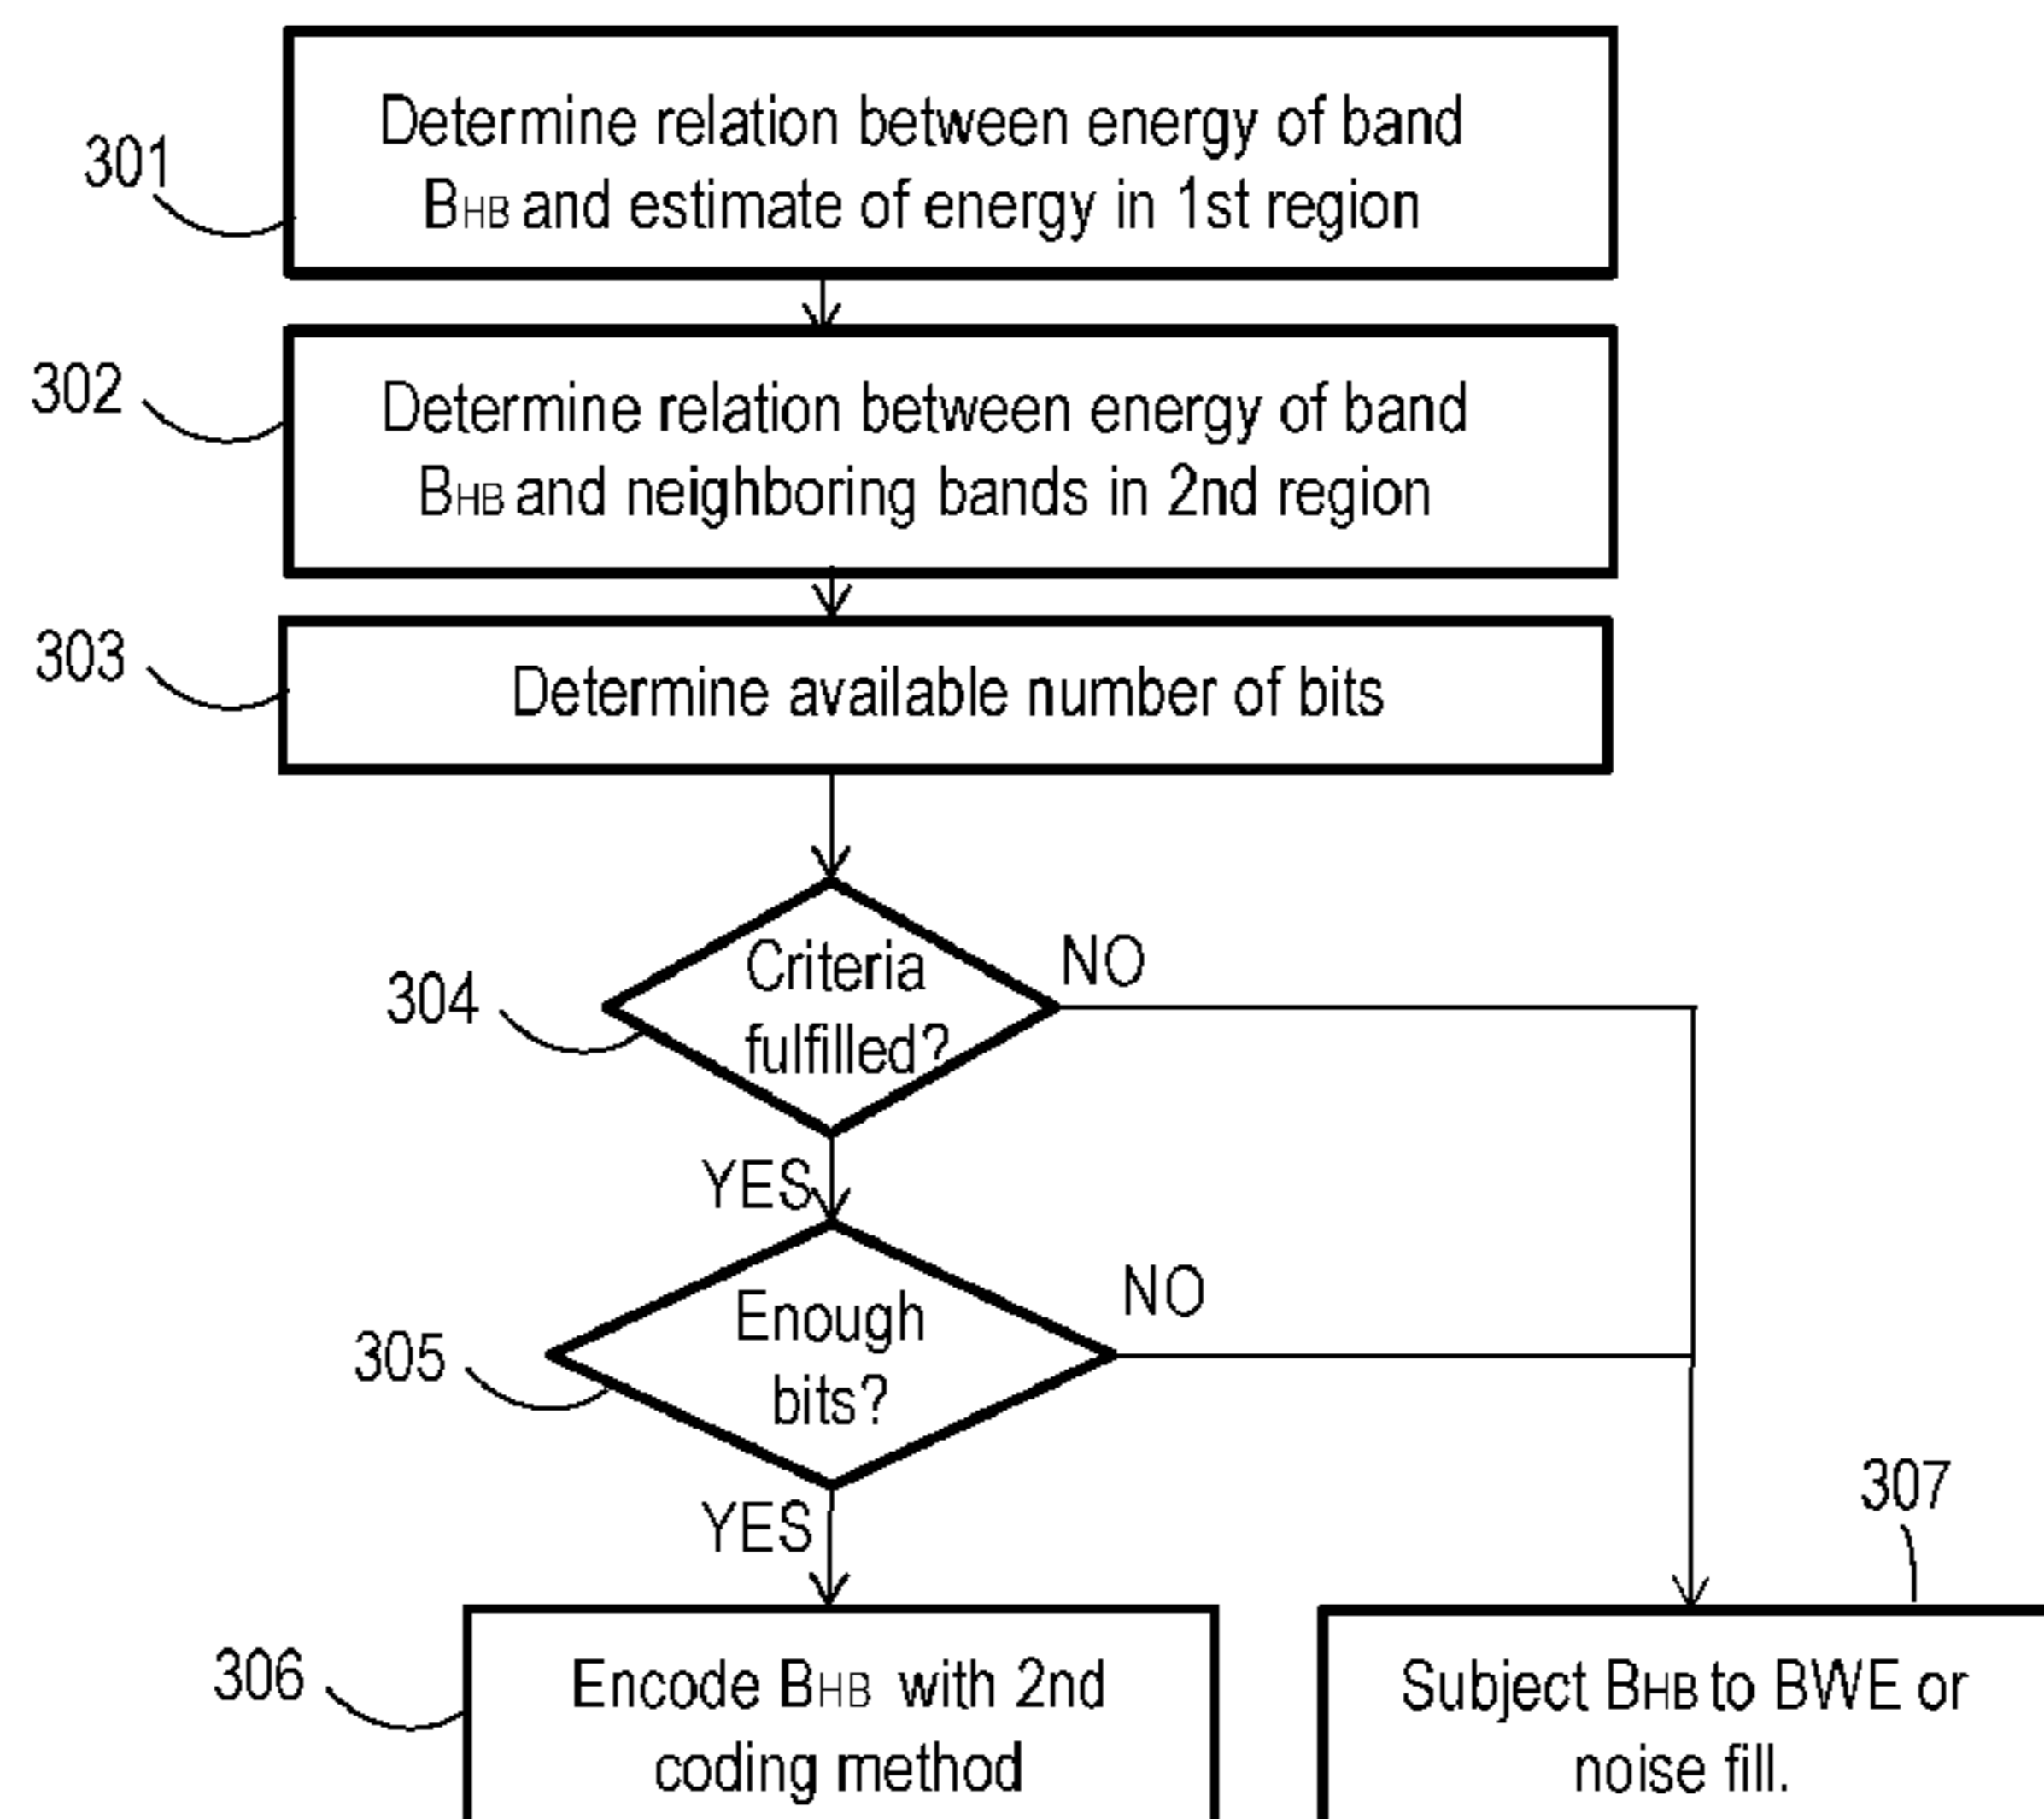 Determine relation between energy of band
301
BHB and estimate of energy in 1st region
Determine relation between energy of band
302
BHB and neighboring bands in 2nd region
303
Determine available number of bits
Criteria
fulfilled?
NO
304
YES
Enough
bits?
NO
305
YES
307
306
Encode BHB with 2nd
coding method
Subject BHB to BWE or
noise fill.